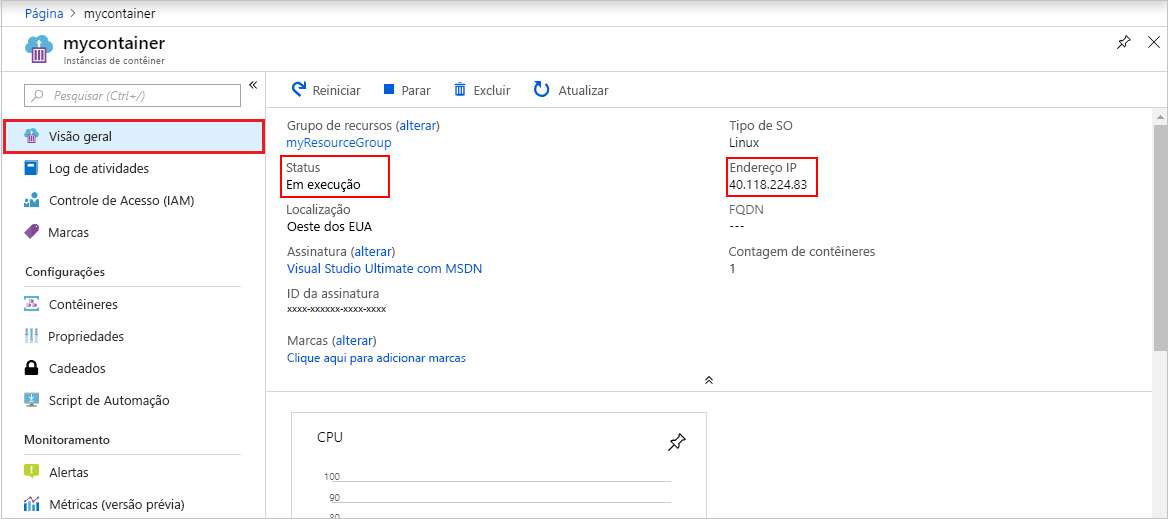 Página > mycontainer
mycontainer
Instâncias de contêiner
Pesquisar (Ctrl+/)
«
Visão geral
Log de atividades
Controle de Acesso (IAM)
Marcas
Configurações
Contêineres
Propriedades
Cadeados
Script de Automação
Monitoramento
Alertas
Métricas (versão prévia)
Reiniciar Parar Excluir Atualizar
Grupo de recursos (alterar)
myResourceGroup
Status
Em execução
Localização
Oeste dos EUA
Assinatura (alterar)
Visual Studio Ultimate com MSDN
ID da assinatura
xxxx-xxxxxx-xxxx-xxxx
Marcas (alterar)
Clique aqui para adicionar marcas
Tipo de SO
Linux
Endereço IP
40.118.224.83
FQDN
---
Contagem de contêineres
1
CPU
100
90
80